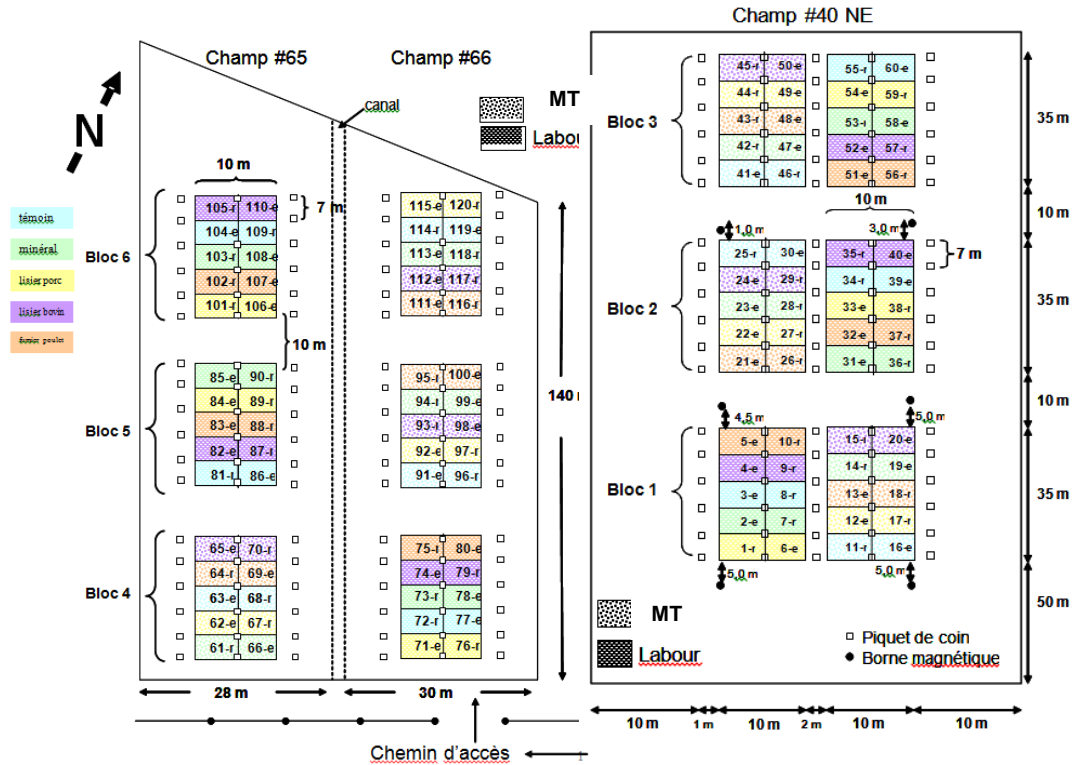 Champ #65
Champ #66
canal
MT
Labou
N
10 m
7 m
témoin
minéral
lisier porc
lisier bovin
fumier poulet
Bloc 6
105-r 110-e
104-e 109-r
103-r 108-e
102-r 107-e
101-r 106-e
115-e 120-r
114-r 119-e
113-e 118-r
112-e 117-r
111-e 116-r
10 m
Bloc 5
85-e 90-r
84-e 89-r
83-e 88-r
82-e 87-r
81-r 86-e
95-r 100-e
94-r 99-e
93-r 98-e
92-e 97-r
91-e 96-r
140
Bloc 4
65-e 70-r
64-r 69-e
63-e 68-r
62-e 67-r
61-r 66-e
75-r 80-e
74-e 79-r
73-r 78-e
72-r 77-e
71-e 76-r
28 m
30 m
Chemin d'accès
1
Champ #40 NE
Bloc 3
45-r 50-e
44-r 49-e
43-r 48-e
42-r 47-e
41-e 46-r
55-r 60-e
54-e 59-r
53-r 58-e
52-e 57-r
51-e 56-r
35 m
10 m
10 m
1,0 m
3,0 m
7 m
Bloc 2
25-r 30-e
24-e 29-r
23-e 28-r
22-e 27-r
21-e 26-r
35-r 40-e
34-r 39-e
33-e 38-r
32-e 37-r
31-e 36-r
35 m
10 m
4,5 m
5,0 m
Bloc 1
5-e 10-r
4-e 9-r
3-e 8-r
2-e 7-r
1-r 6-e
15-r 20-e
14-r 19-e
13-e 18-r
12-e 17-r
11-r 16-e
35 m
5,0 m
5,0 m
50 m
MT
Labour
Piquet de coin
Borne magnétique
10 m
1 m
10 m
2 m
10 m
10 m